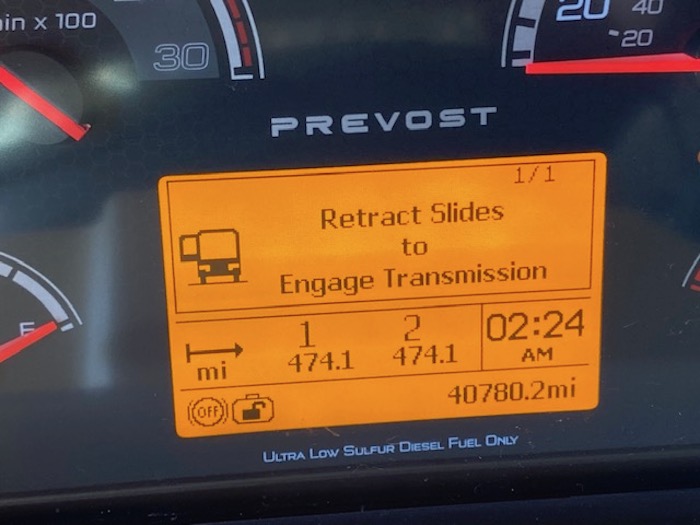 in x 100
30
20
40
20
PREVOST
1/1
Retract Slides
to
Engage Transmission
E
mi
1
474.1
2
474.1
02:24
AM
OFF
40780.2mi
ULTRA LOW SULFUR DIESEL FUEL ONLY